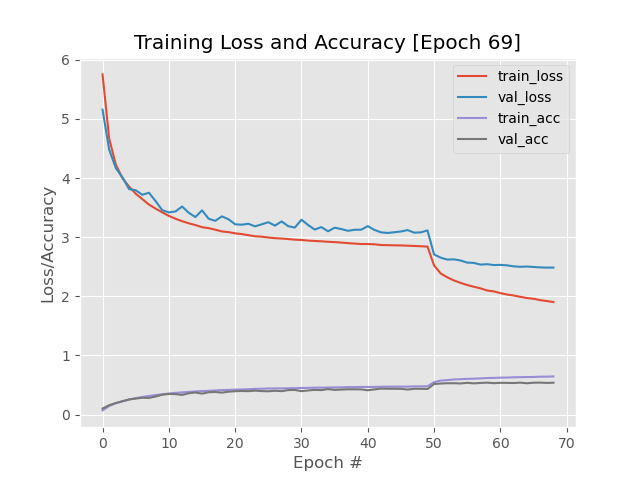 Training Loss and Accuracy [Epoch 69]
train_loss
val_loss
train_acc
val_acc
Loss/Accuracy
6
5
4
3
2
1
0
0 10 20 30 40 50 60 70
Epoch #